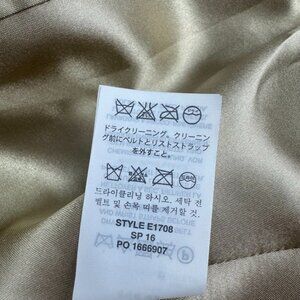 ドライクリーニング。クリーニン
グ前にベルトとリストストラップ
を外すこと。
드라이클리닝 하시오. 세탁 전
벨트 및 손목 띠를 제거할 것.
STYLE E1708
SP 16
PO 1666907